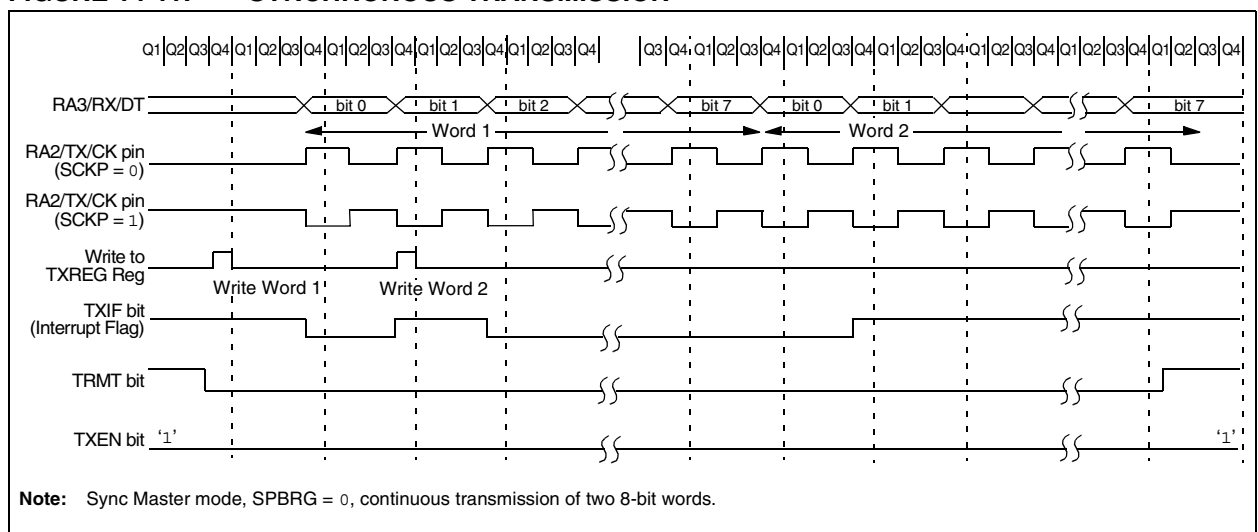 Q1 Q2 Q3 Q4 Q1 Q2 Q3 Q4 Q1 Q2 Q3 Q4 Q1 Q2 Q3 Q4 Q1 Q2 Q3 Q4 Q3 Q4 Q1 Q2 Q3 Q4 Q1 Q2 Q3 Q4 Q1 Q2 Q3 Q4 Q1 Q2 Q3 Q4 Q1 Q2 Q3 Q4 Q1 Q2 Q3 Q4
RA3/RX/DT bit 0 bit 1 bit 2 bit 7 bit 0 bit 1 bit 7
Word 1 Word 2
RA2/TX/CK pin
(SCKP = 0)
RA2/TX/CK pin
(SCKP = 1)
Write to
TXREG Reg
Write Word 1 Write Word 2
TXIF bit
(Interrupt Flag)
TRMT bit
TXEN bit '1' '1'
Note: Sync Master mode, SPBRG = 0, continuous transmission of two 8-bit words.